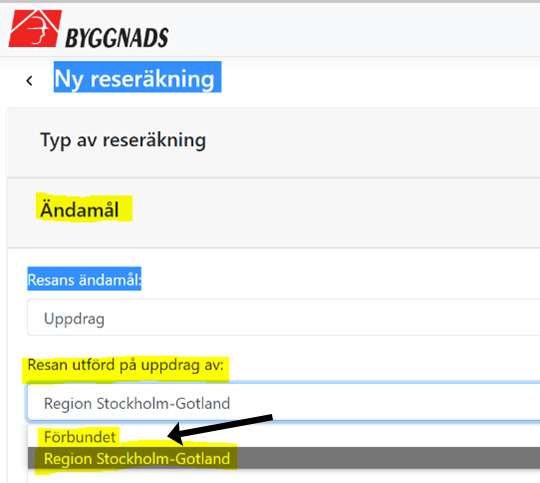 BYGGNADS
Ny reseräkning
Typ av reseräkning
Ändamål
Resans ändamål:
Uppdrag
Resan utförd på uppdrag av:
Region Stockholm-Gotland
Förbundet
Region Stockholm-Gotland